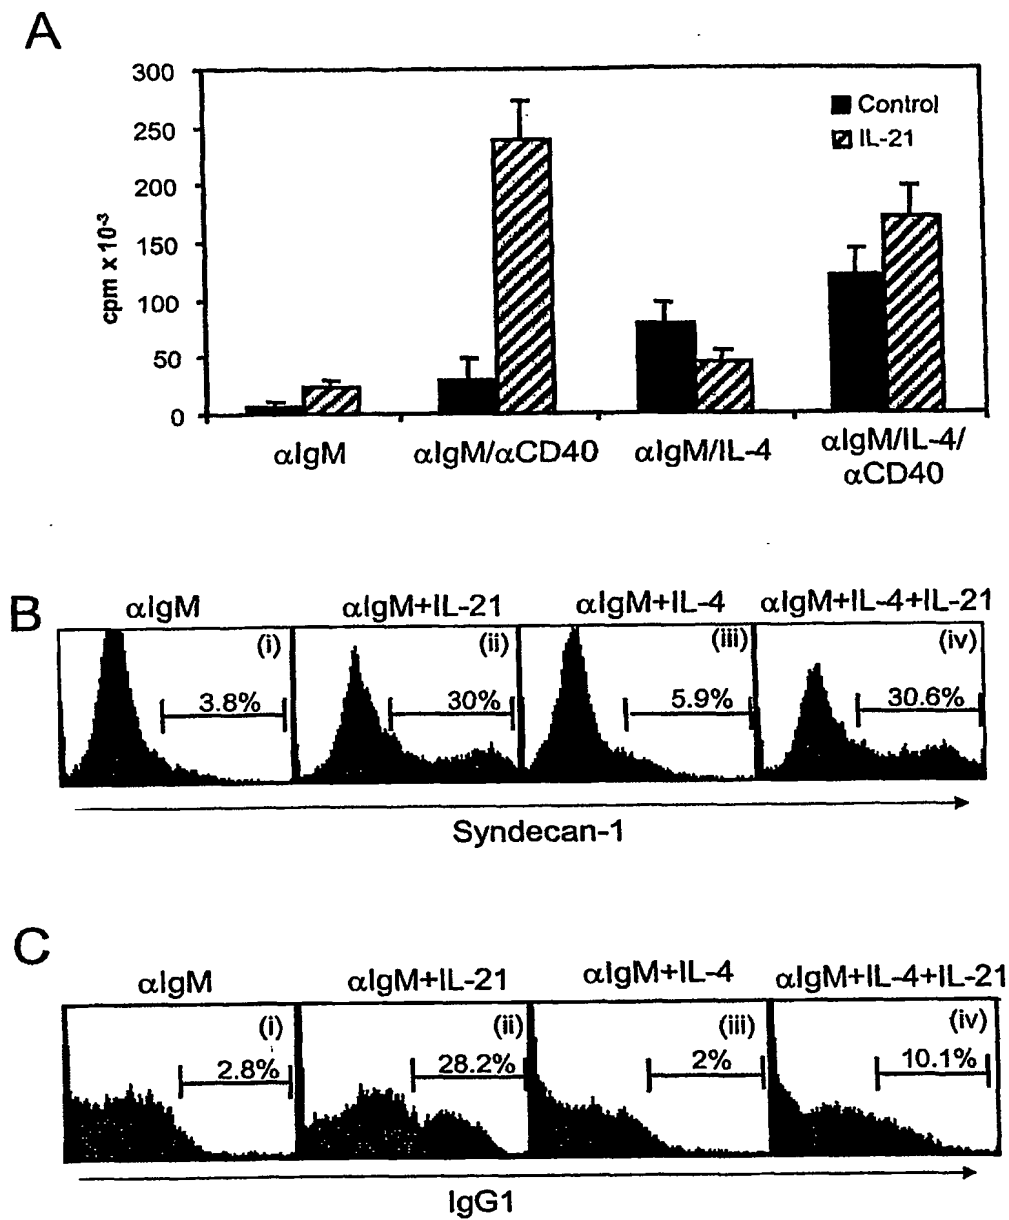 A
300
250
200
150
100
50
0
cpm x 10-3
Control
IL-21
αIgM
αIgM/αCD40
αIgM/IL-4
αIgM/IL-4/
αCD40
B
αIgM
αIgM+IL-21
αIgM+IL-4
αIgM+IL-4+IL-21
(i)
(ii)
(iii)
(iv)
3.8%
30%
5.9%
30.6%
Syndecan-1
C
αIgM
αIgM+IL-21
αIgM+IL-4
αIgM+IL-4+IL-21
(i)
(ii)
(iii)
(iv)
2.8%
28.2%
2%
10.1%
IgG1